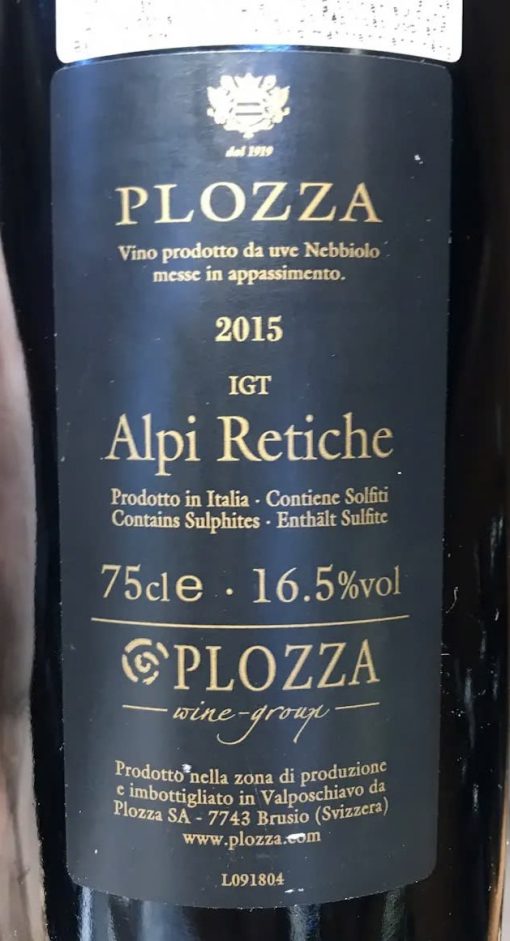 dal 1919
PLOZZA
Vino prodotto da uve Nebbiolo
messe in appassimento.
2015
IGT
Alpi Retiche
Prodotto in Italia · Contiene Solfiti
Contains Sulphites · Enthält Sulfite
75cl e · 16.5%vol
PLOZZA
wine-group
Prodotto nella zona di produzione
e imbottigliato in Valposchiavo da
Plozza SA - 7743 Brusio (Svizzera)
www.plozza.com
L091804